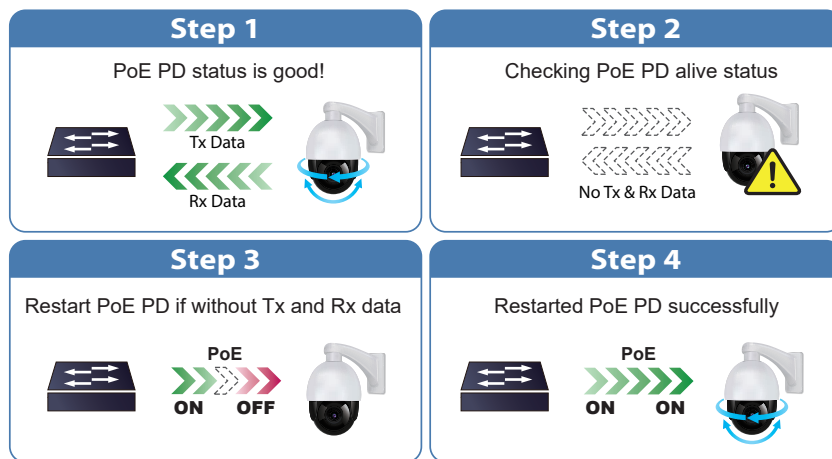 Step 1
PoE PD status is good!
Tx Data
Rx Data
Step 2
Checking PoE PD alive status
No Tx & Rx Data
Step 3
Restart PoE PD if without Tx and Rx data
PoE
ON OFF
Step 4
Restarted PoE PD successfully
PoE
ON ON